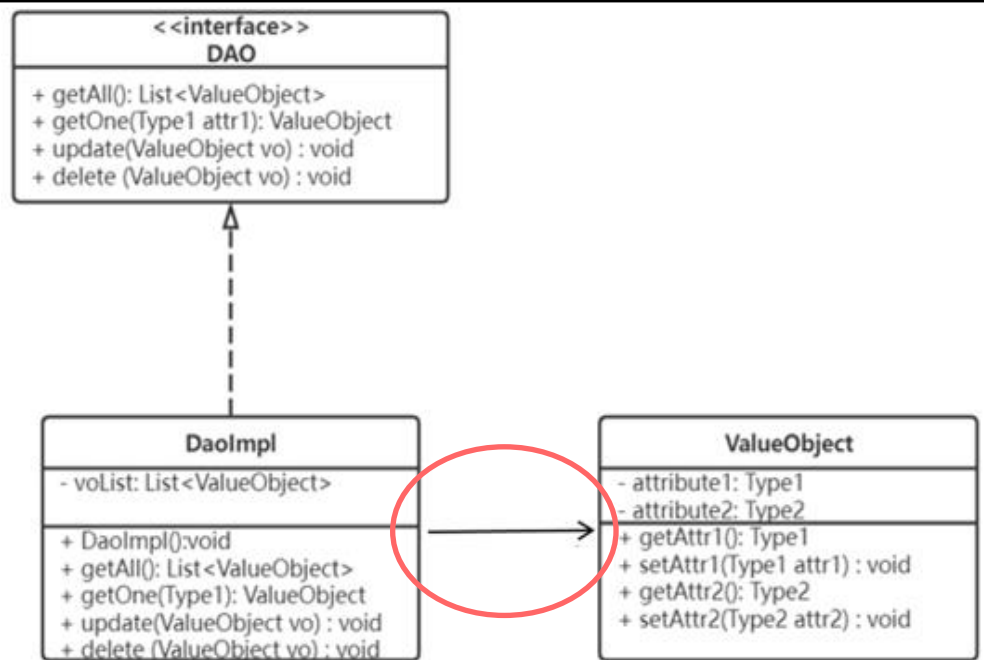 <<interface>>
DAO
+ getAll(): List<ValueObject>
+ getOne(Type1 attr1): ValueObject
+ update(ValueObject vo) : void
+ delete (ValueObject vo) : void
DaoImpl
- voList: List<ValueObject>
+ DaoImpl():void
+ getAll(): List<ValueObject>
+ getOne(Type1): ValueObject
+ update(ValueObject vo) : void
+ delete (ValueObject vo) : void
ValueObject
- attribute1: Type1
- attribute2: Type2
+ getAttr1(): Type1
+ setAttr1(Type1 attr1) : void
+ getAttr2(): Type2
+ setAttr2(Type2 attr2) : void